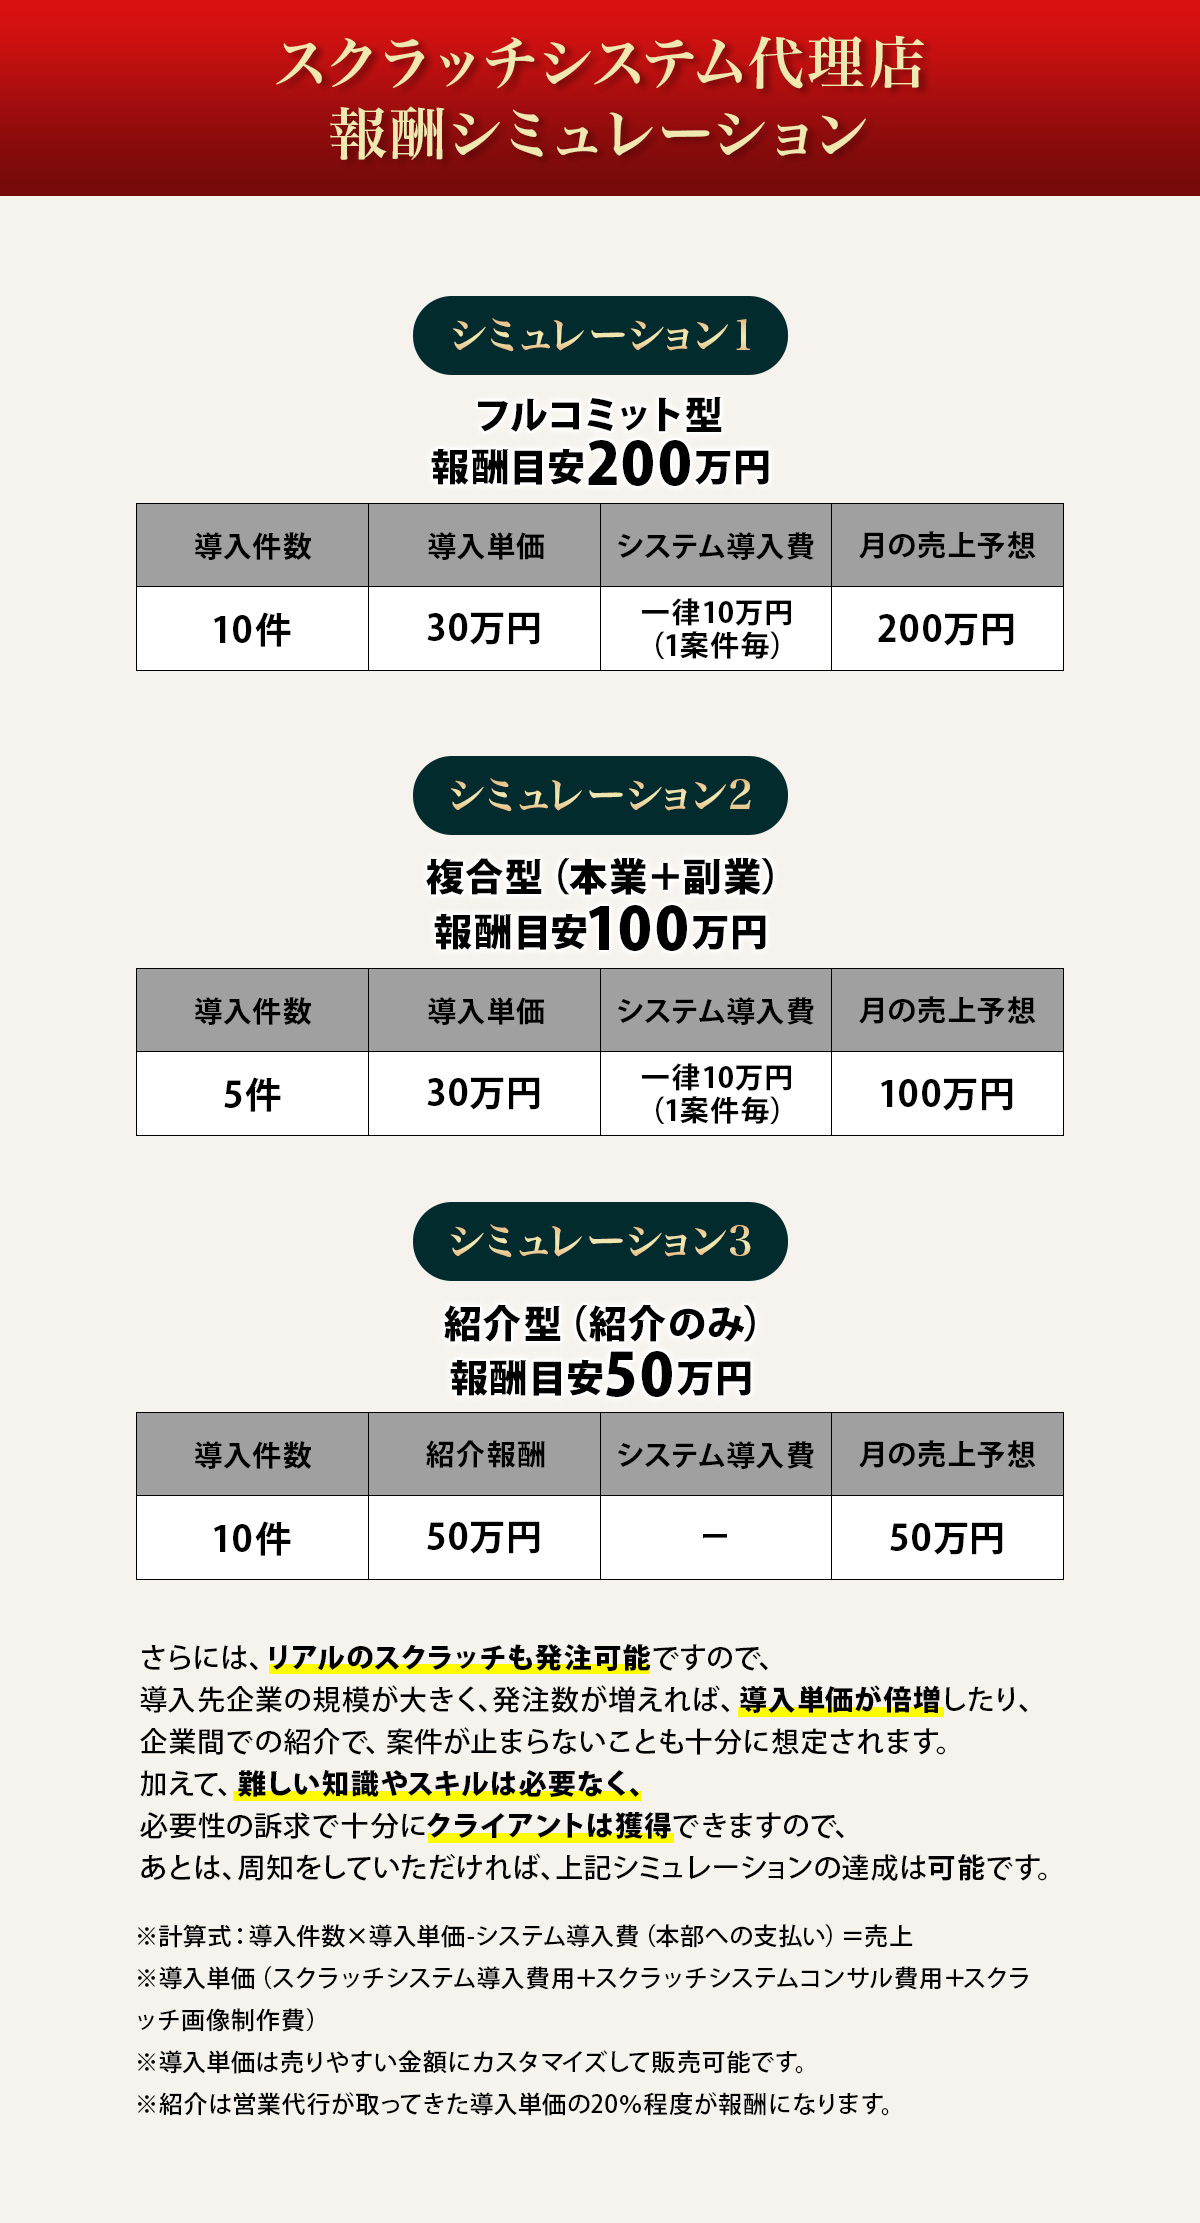 スクラッチシステム代理店
報酬シミュレーション
シミュレーション1
フルコミット型
報酬目安200万円
導入件数 導入単価 システム導入費 月の売上予想
10件 30万円 一律10万円 200万円
（1案件毎）
シミュレーション2
複合型（本業＋副業）
報酬目安100万円
導入件数 導入単価 システム導入費 月の売上予想
5件 30万円 一律10万円 100万円
（1案件毎）
シミュレーション3
紹介型（紹介のみ）
報酬目安50万円
導入件数 紹介報酬 システム導入費 月の売上予想
10件 50万円 － 50万円
さらには、リアルのスクラッチも発注可能ですので、
導入先企業の規模が大きく、発注数が増えれば、導入単価が倍増したり、
企業間での紹介で、案件が止まらないことも十分に想定されます。
加えて、難しい知識やスキルは必要なく、
必要性の訴求で十分にクライアントは獲得できますので、
あとは、周知をしていただければ、上記シミュレーションの達成は可能です。
※計算式：導入件数×導入単価-システム導入費（本部への支払い）＝売上
※導入単価（スクラッチシステム導入費用＋スクラッチシステムコンサル費用＋スクラ
ッチ画像制作費）
※導入単価は売りやすい金額にカスタマイズして販売可能です。
※紹介は営業代行が取ってきた導入単価の20％程度が報酬になります。